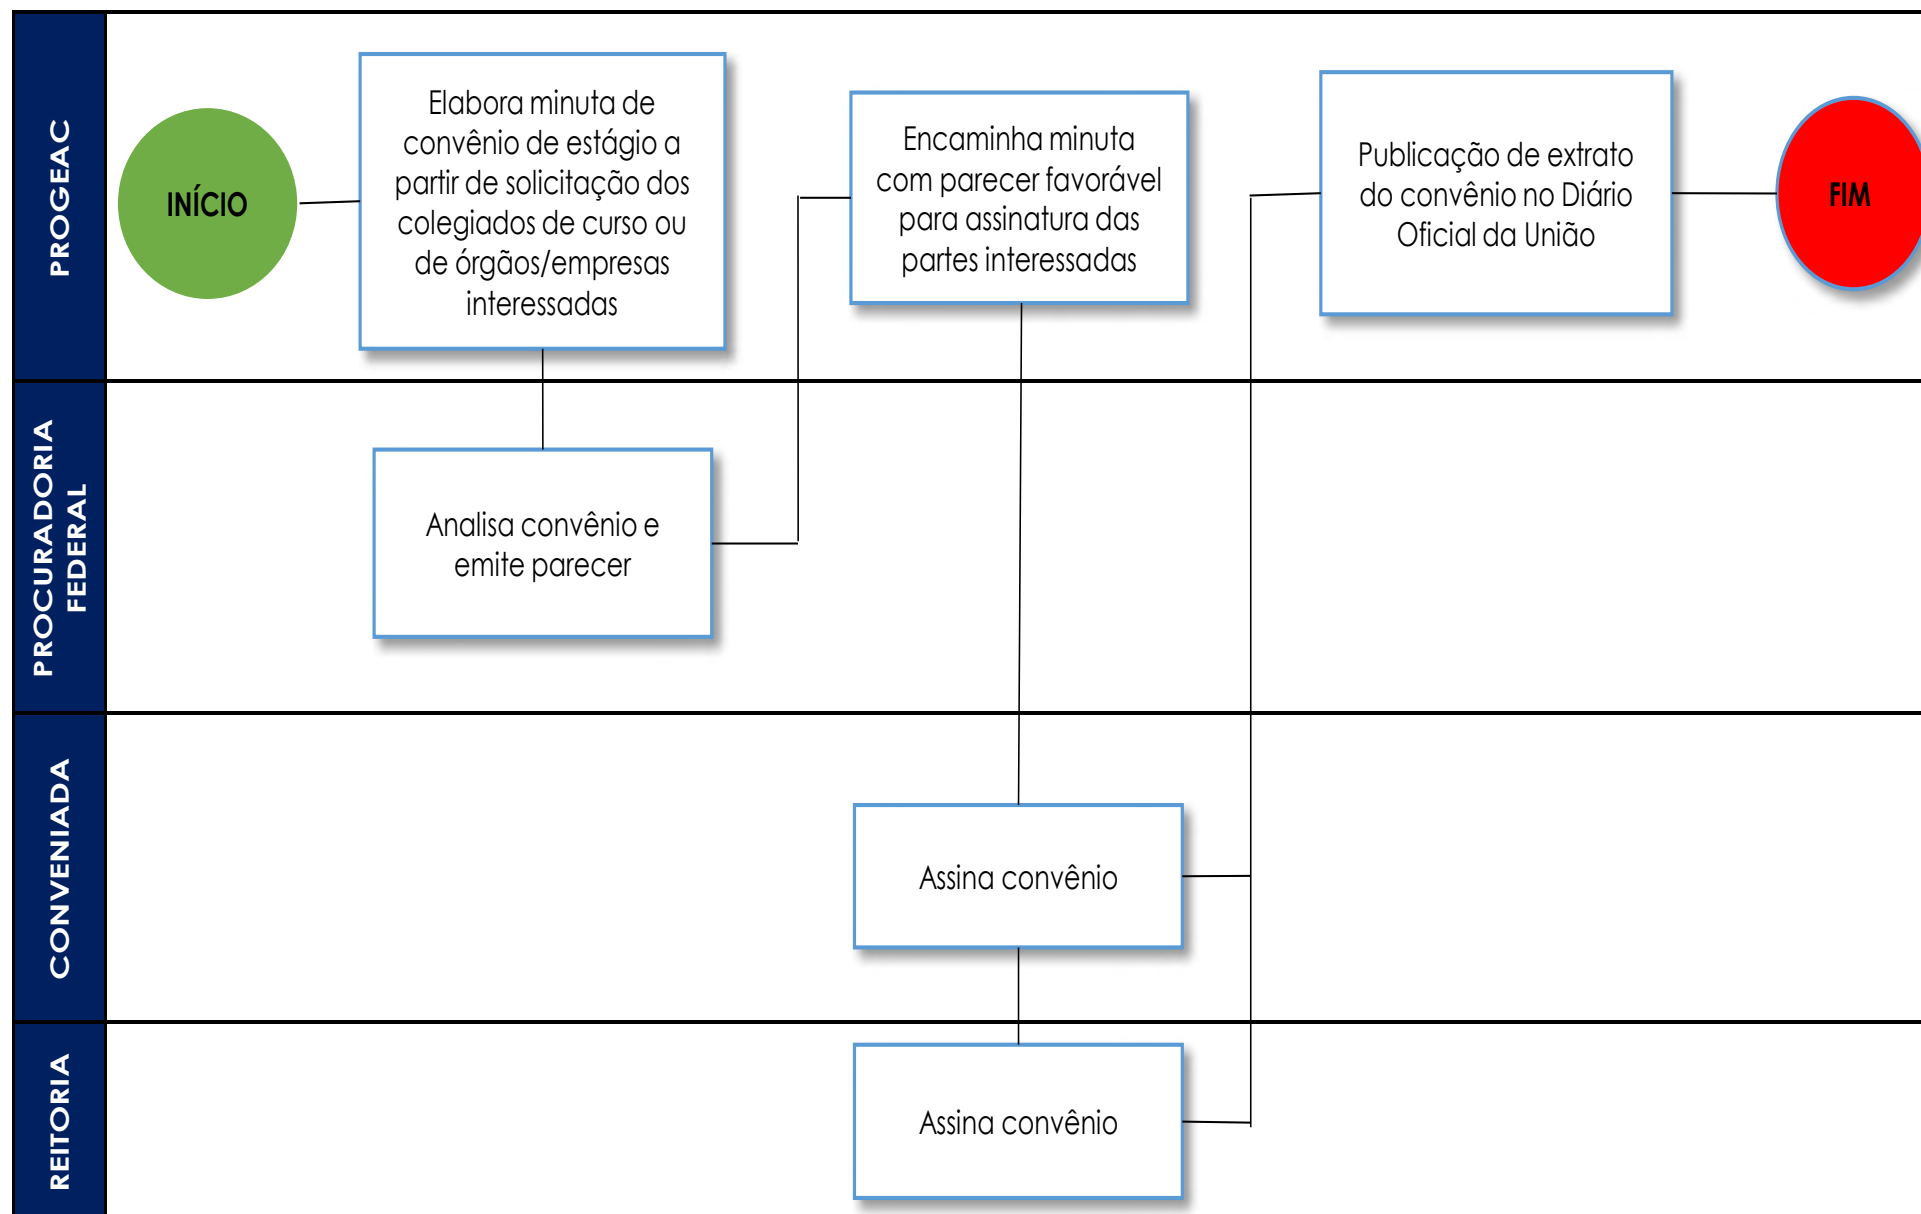 PROGEAC
INÍCIO
Elabora minuta de
convênio de estágio a
partir de solicitação dos
colegiados de curso ou
de órgãos/empresas
interessadas
Encaminha minuta
com parecer favorável
para assinatura das
partes interessadas
Publicação de extrato
do convênio no Diário
Oficial da União
FIM
PROCURADORIA
FEDERAL
Analisa convênio e
emite parecer
CONVENIADA
Assina convênio
REITORIA
Assina convênio